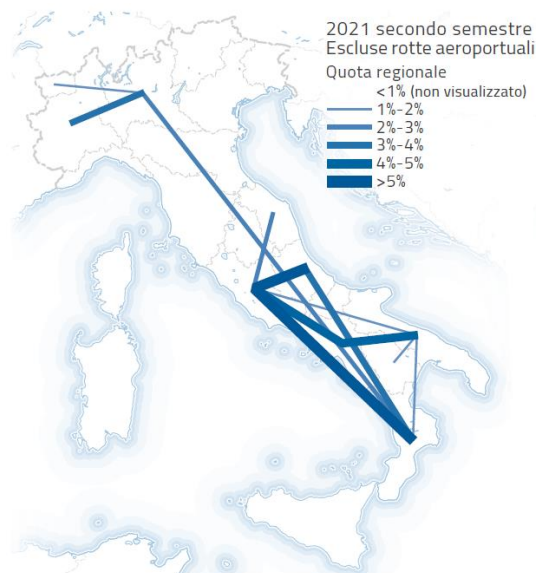 2021 secondo semestre
Escluse rotte aeroportuali
Quota regionale
<1% (non visualizzato)
1%-2%
2%-3%
3%-4%
4%-5%
>5%